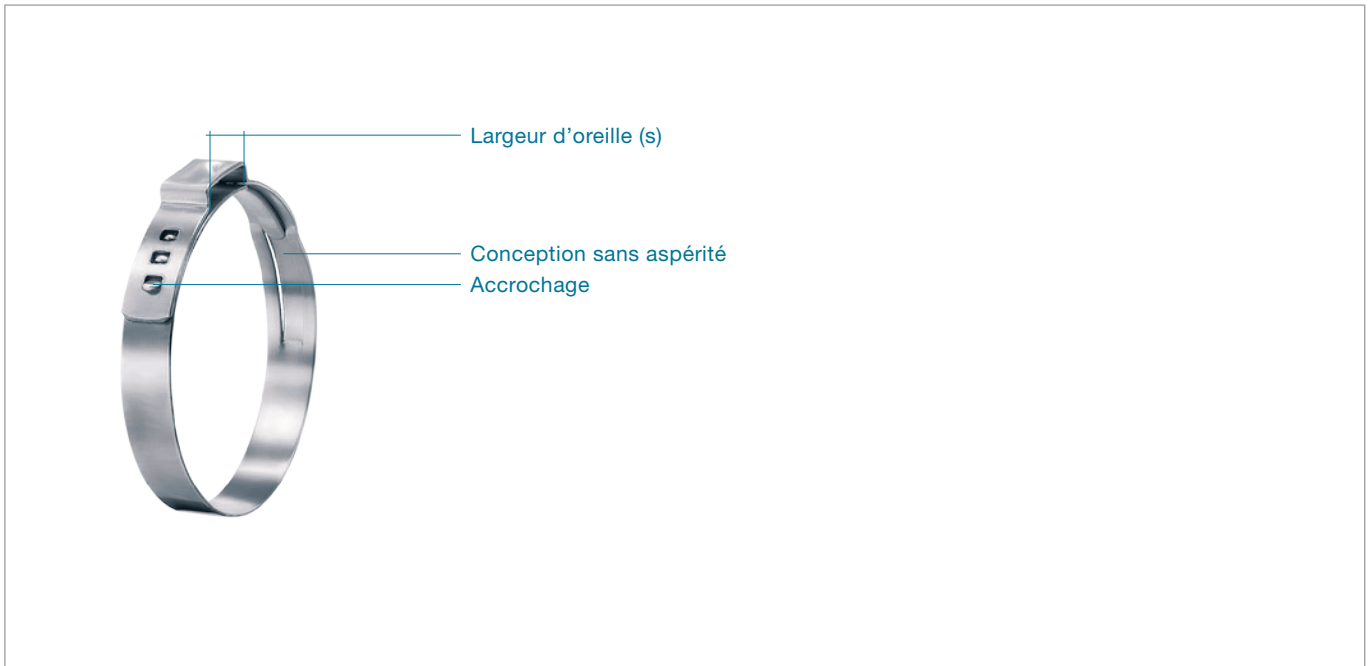 Largeur d’oreille (s)
Conception sans aspérité
Accrochage